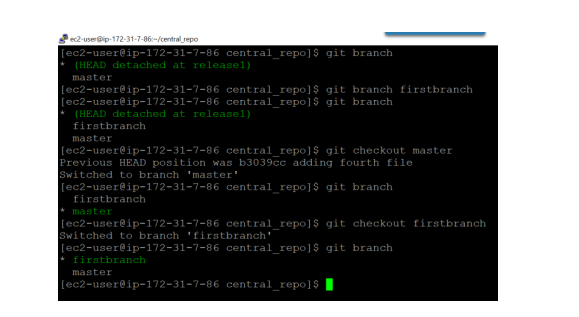 ec2-user@ip-172-31-7-86:~/central_repo
[ec2-user@ip-172-31-7-86 central_repo]$ git branch
* (HEAD detached at release1)
  master
[ec2-user@ip-172-31-7-86 central_repo]$ git branch firstbranch
[ec2-user@ip-172-31-7-86 central_repo]$ git branch
* (HEAD detached at release1)
  firstbranch
  master
[ec2-user@ip-172-31-7-86 central_repo]$ git checkout master
Previous HEAD position was b3039cc adding fourth file
Switched to branch 'master'
[ec2-user@ip-172-31-7-86 central_repo]$ git branch
  firstbranch
* master
[ec2-user@ip-172-31-7-86 central_repo]$ git checkout firstbranch
Switched to branch 'firstbranch'
[ec2-user@ip-172-31-7-86 central_repo]$ git branch
* firstbranch
  master
[ec2-user@ip-172-31-7-86 central_repo]$